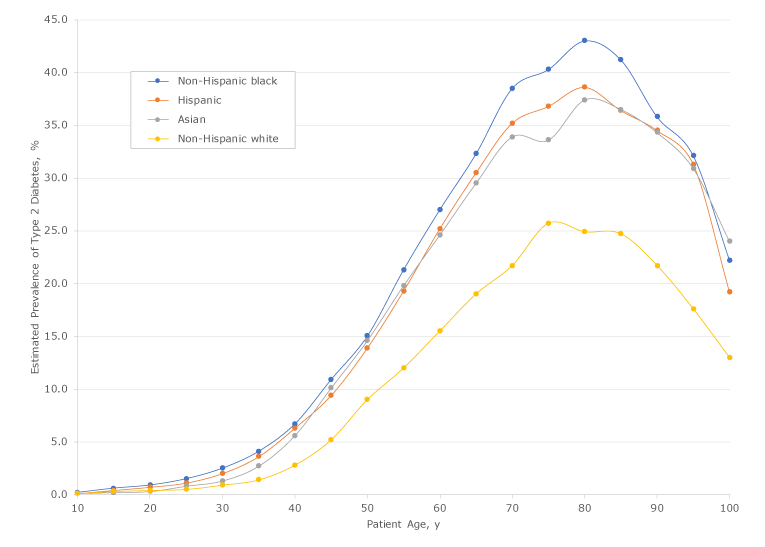 45.0
40.0
35.0
30.0
25.0
20.0
15.0
10.0
5.0
0.0
Estimated Prevalence of Type 2 Diabetes, %
Non-Hispanic black
Hispanic
Asian
Non-Hispanic white
10 20 30 40 50 60 70 80 90 100
Patient Age, y